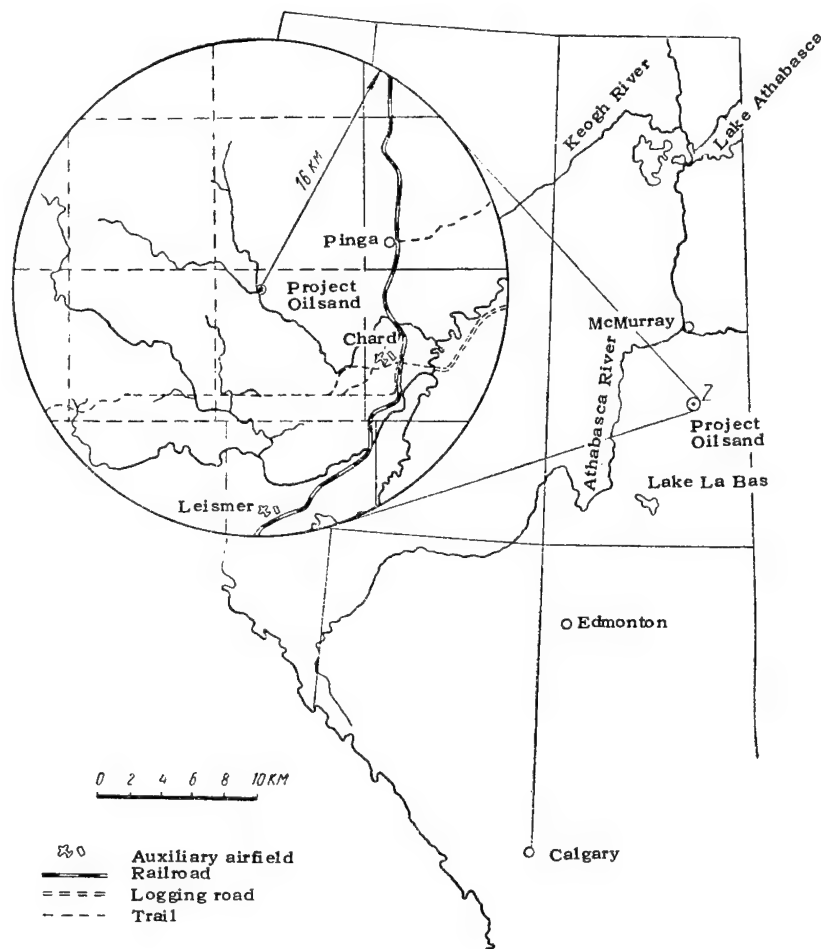 Keogh River
Lake Athabasca
16 KM
Pinga
Project
Oilsand
Chard
McMurray
Athabasca River
Z
Project
Oilsand
Lake La Bas
Leismer
Edmonton
0 2 4 6 8 10 KM
Calgary
Auxiliary airfield
Railroad
Logging road
Trail